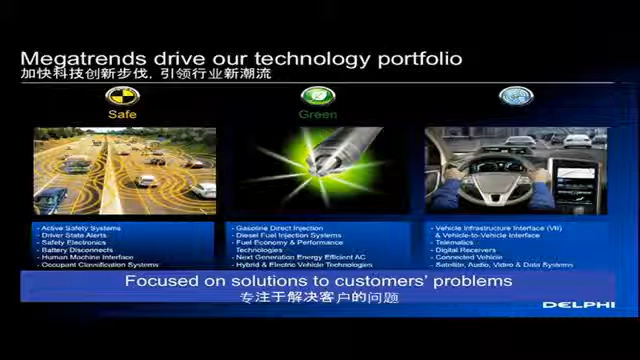 Megatrends drive our technology portfolio
加快科技创新步伐，引领行业新潮流
Safe
Green
- Active Safety Systems
- Driver State Alerts
- Safety Electronics
- Battery Disconnects
- Human Machine Interface
- Occupant Classification Systems
- Gasoline Direct Injection
- Diesel Fuel Injection Systems
- Fuel Economy & Performance
Technologies
- Next Generation Energy Efficient AC
- Hybrid & Electric Vehicle Technologies
- Vehicle Infrastructure Interface (VII)
& Vehicle-to-Vehicle Interface
- Telematics
- Digital Receivers
- Connected Vehicle
- Satellite, Audio, Video & Data Systems
Focused on solutions to customers' problems
专注于解决客户的问题
DELPHI